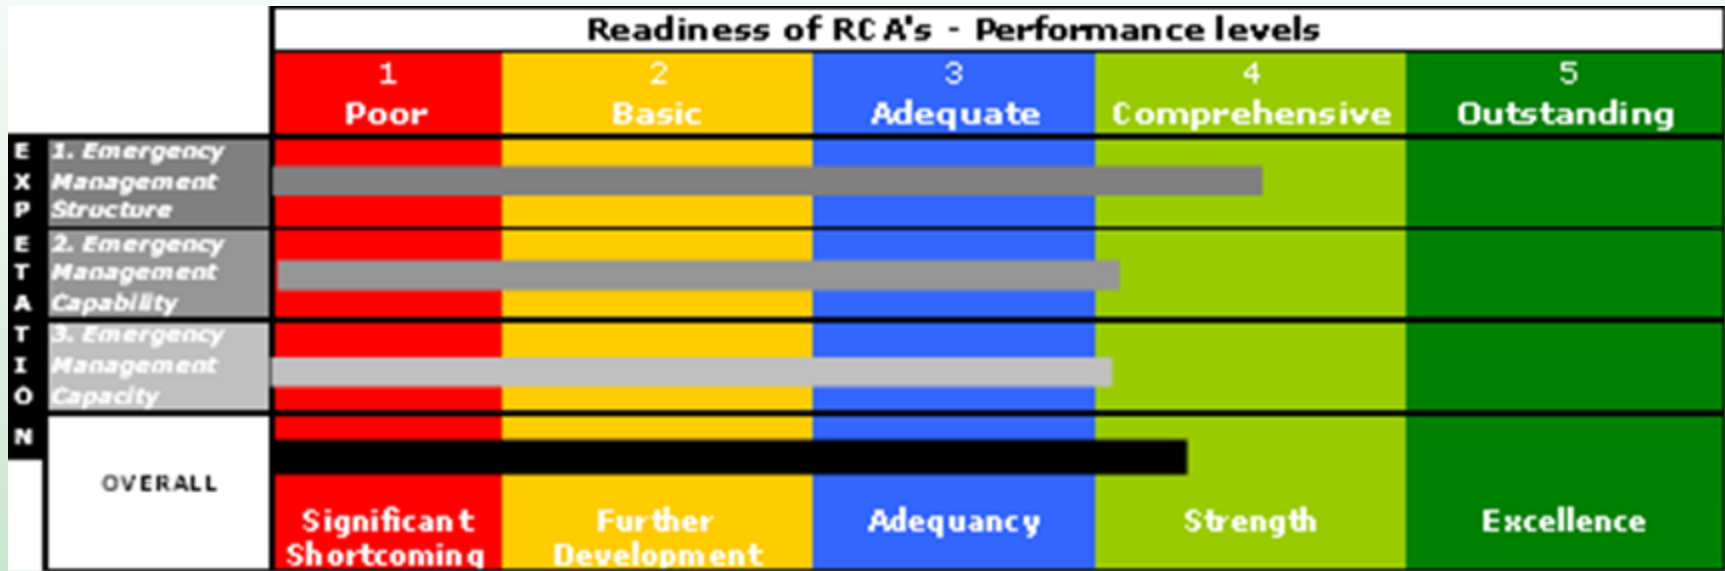 Readiness of RCA's - Performance levels
1 2 3 4 5
Poor Basic Adequate Comprehensive Outstanding
E
X
P
E
T
A
T
I
O
N
1. Emergency
Management
Structure
2. Emergency
Management
Capability
3. Emergency
Management
Capacity
OVERALL
Significant
Shortcoming
Further
Development
Adequancy
Strength
Excellence